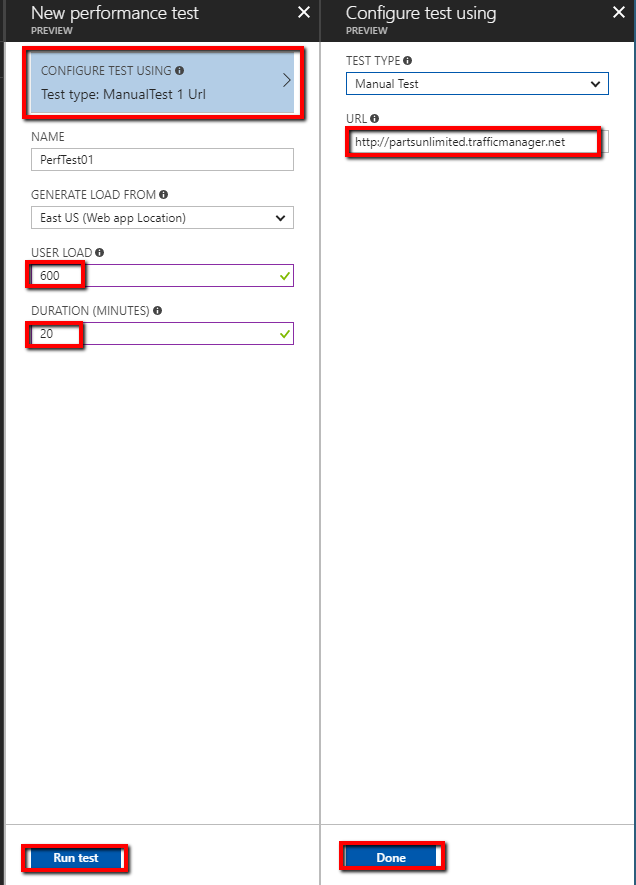 New performance test
PREVIEW
CONFIGURE TEST USING
Test type: ManualTest 1 Url
NAME
PerfTest01
GENERATE LOAD FROM
East US (Web app Location)
USER LOAD
600
DURATION (MINUTES)
20
Run test
Configure test using
PREVIEW
TEST TYPE
Manual Test
URL
http://partsunlimited.trafficmanager.net
Done